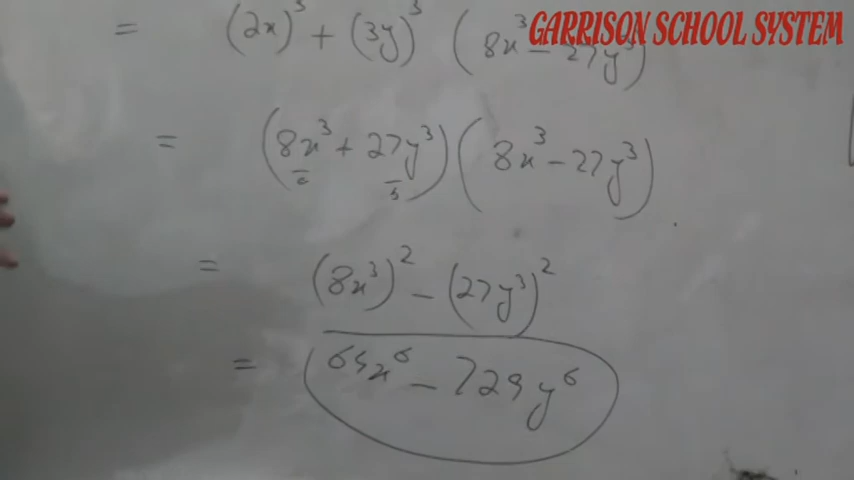 GARRISON SCHOOL SYSTEM
= (2x)³ + (3y)³ (8x³ − 27y³)
= (8x³ + 27y³)(8x³ − 27y³)
= (8x³)² − (27y³)²
= 64x⁶ − 729y⁶